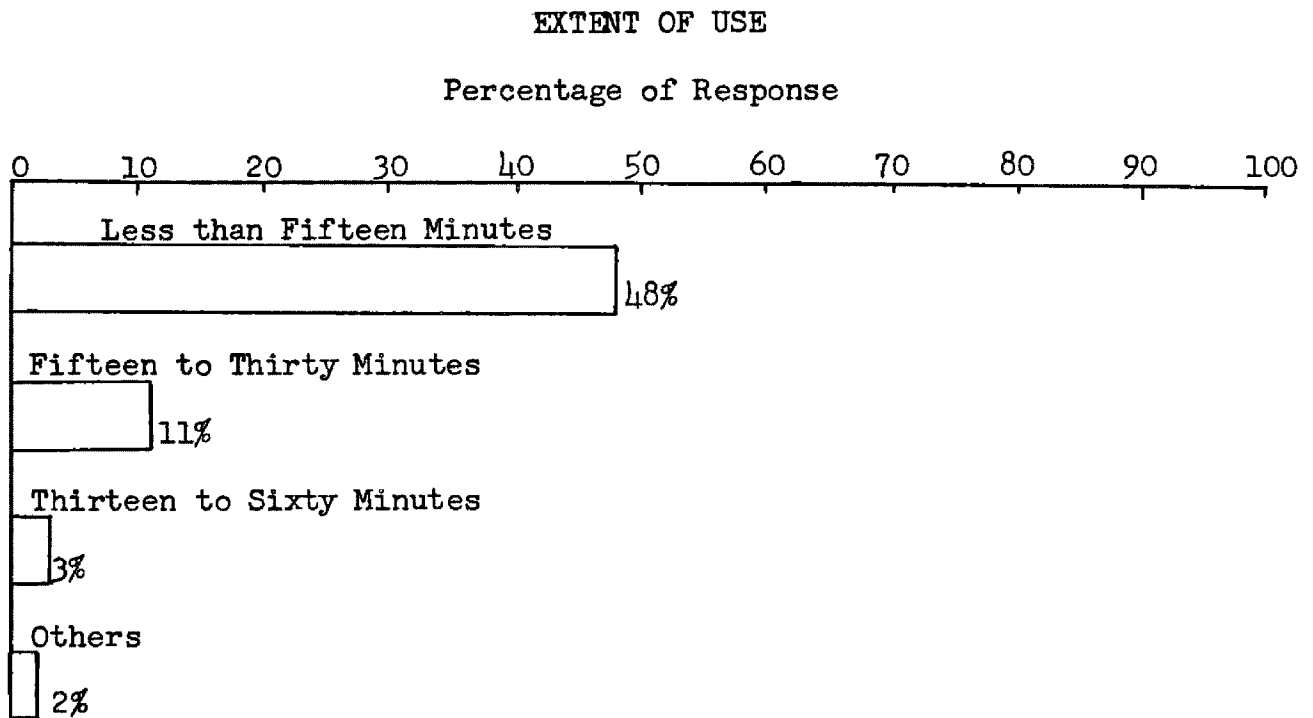 EXTENT OF USE
Percentage of Response
0 10 20 30 40 50 60 70 80 90 100
Less than Fifteen Minutes
48%
Fifteen to Thirty Minutes
11%
Thirteen to Sixty Minutes
3%
Others
2%